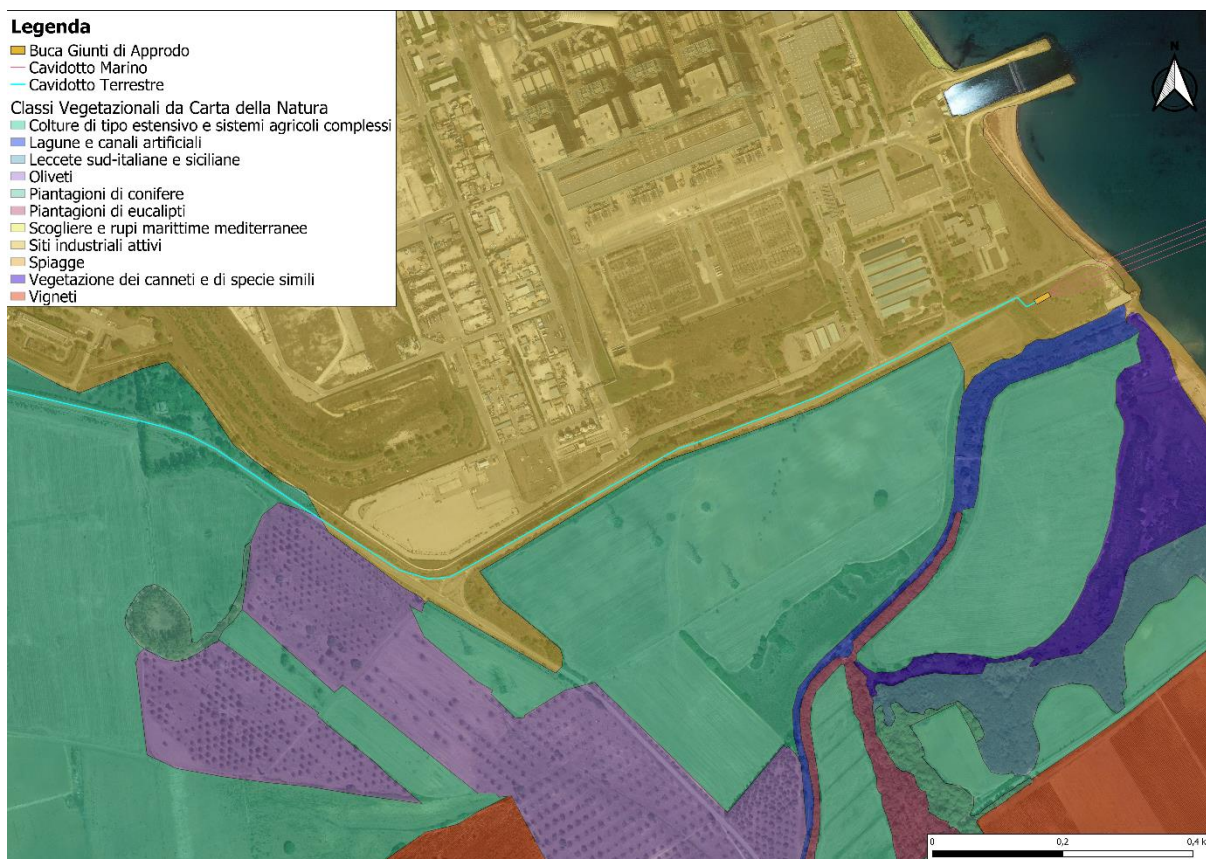 Legenda
Buca Giunti di Approdo
Cavidotto Marino
Cavidotto Terrestre
Classi Vegetazionali da Carta della Natura
Colture di tipo estensivo e sistemi agricoli complessi
Lagune e canali artificiali
Leccete sud-italiane e siciliane
Oliveti
Piantagioni di conifere
Piantagioni di eucalipti
Scogliere e rupi marittime mediterranee
Siti industriali attivi
Spiagge
Vegetazione dei canneti e di specie simili
Vigneti
N
0 0,2 0,4 k